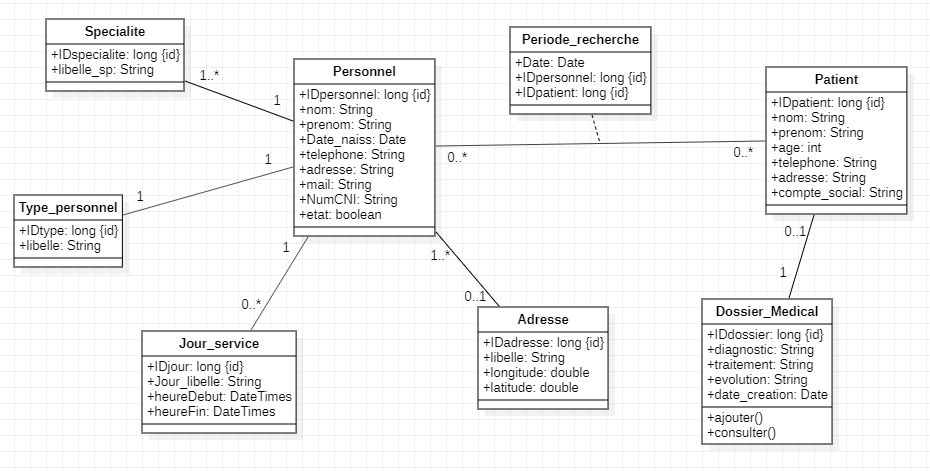 Specialite
+IDspecialite: long {id}
+libelle_sp: String
1..*
1
Personnel
+IDpersonnel: long {id}
+nom: String
+prenom: String
+Date_naiss: Date
+telephone: String
+adresse: String
+mail: String
+NumCNI: String
+etat: boolean
Periode_recherche
+Date: Date
+IDpersonnel: long {id}
+IDpatient: long {id}
0..*
0..*
Patient
+IDpatient: long {id}
+nom: String
+prenom: String
+age: int
+telephone: String
+adresse: String
+compte_social: String
1
1
Type_personnel
+IDtype: long {id}
+libelle: String
1
0..*
Jour_service
+IDjour: long {id}
+Jour_libelle: String
+heureDebut: DateTimes
+heureFin: DateTimes
1..*
0..1
Adresse
+IDadresse: long {id}
+libelle: String
+longitude: double
+latitude: double
0..1
1
Dossier_Medical
+IDdossier: long {id}
+diagnostic: String
+traitement: String
+evolution: String
+date_creation: Date
+ajouter()
+consulter()